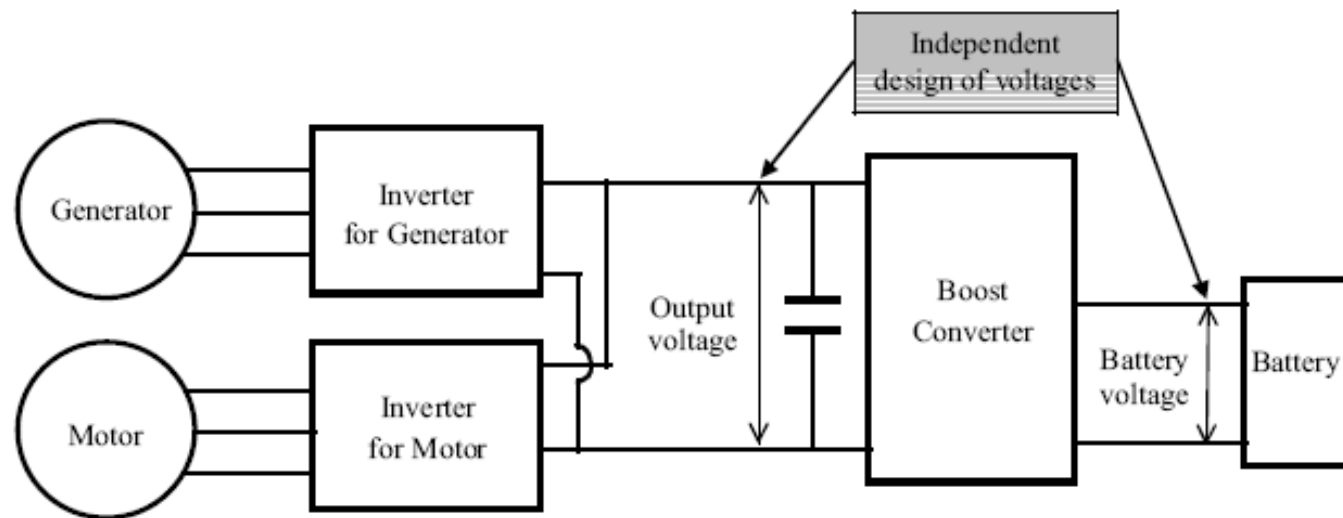 Independent
design of voltages
Generator
Inverter
for Generator
Output
voltage
Boost
Converter
Battery
voltage
Battery
Motor
Inverter
for Motor